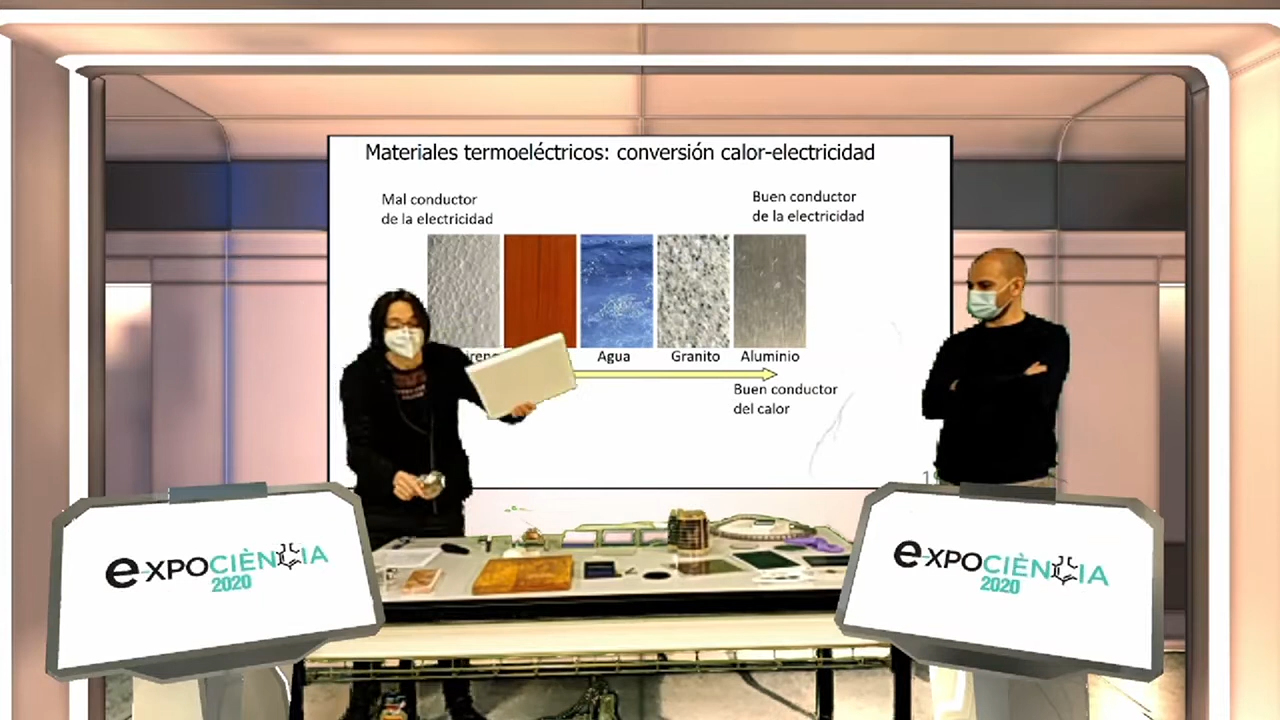 Materiales termoeléctricos: conversión calor-electricidad
Mal conductor
de la electricidad
Buen conductor
de la electricidad
Agua
Granito
Aluminio
Buen conductor
del calor
exPOCIÈNCIA
2020
exPOCIÈNCIA
2020